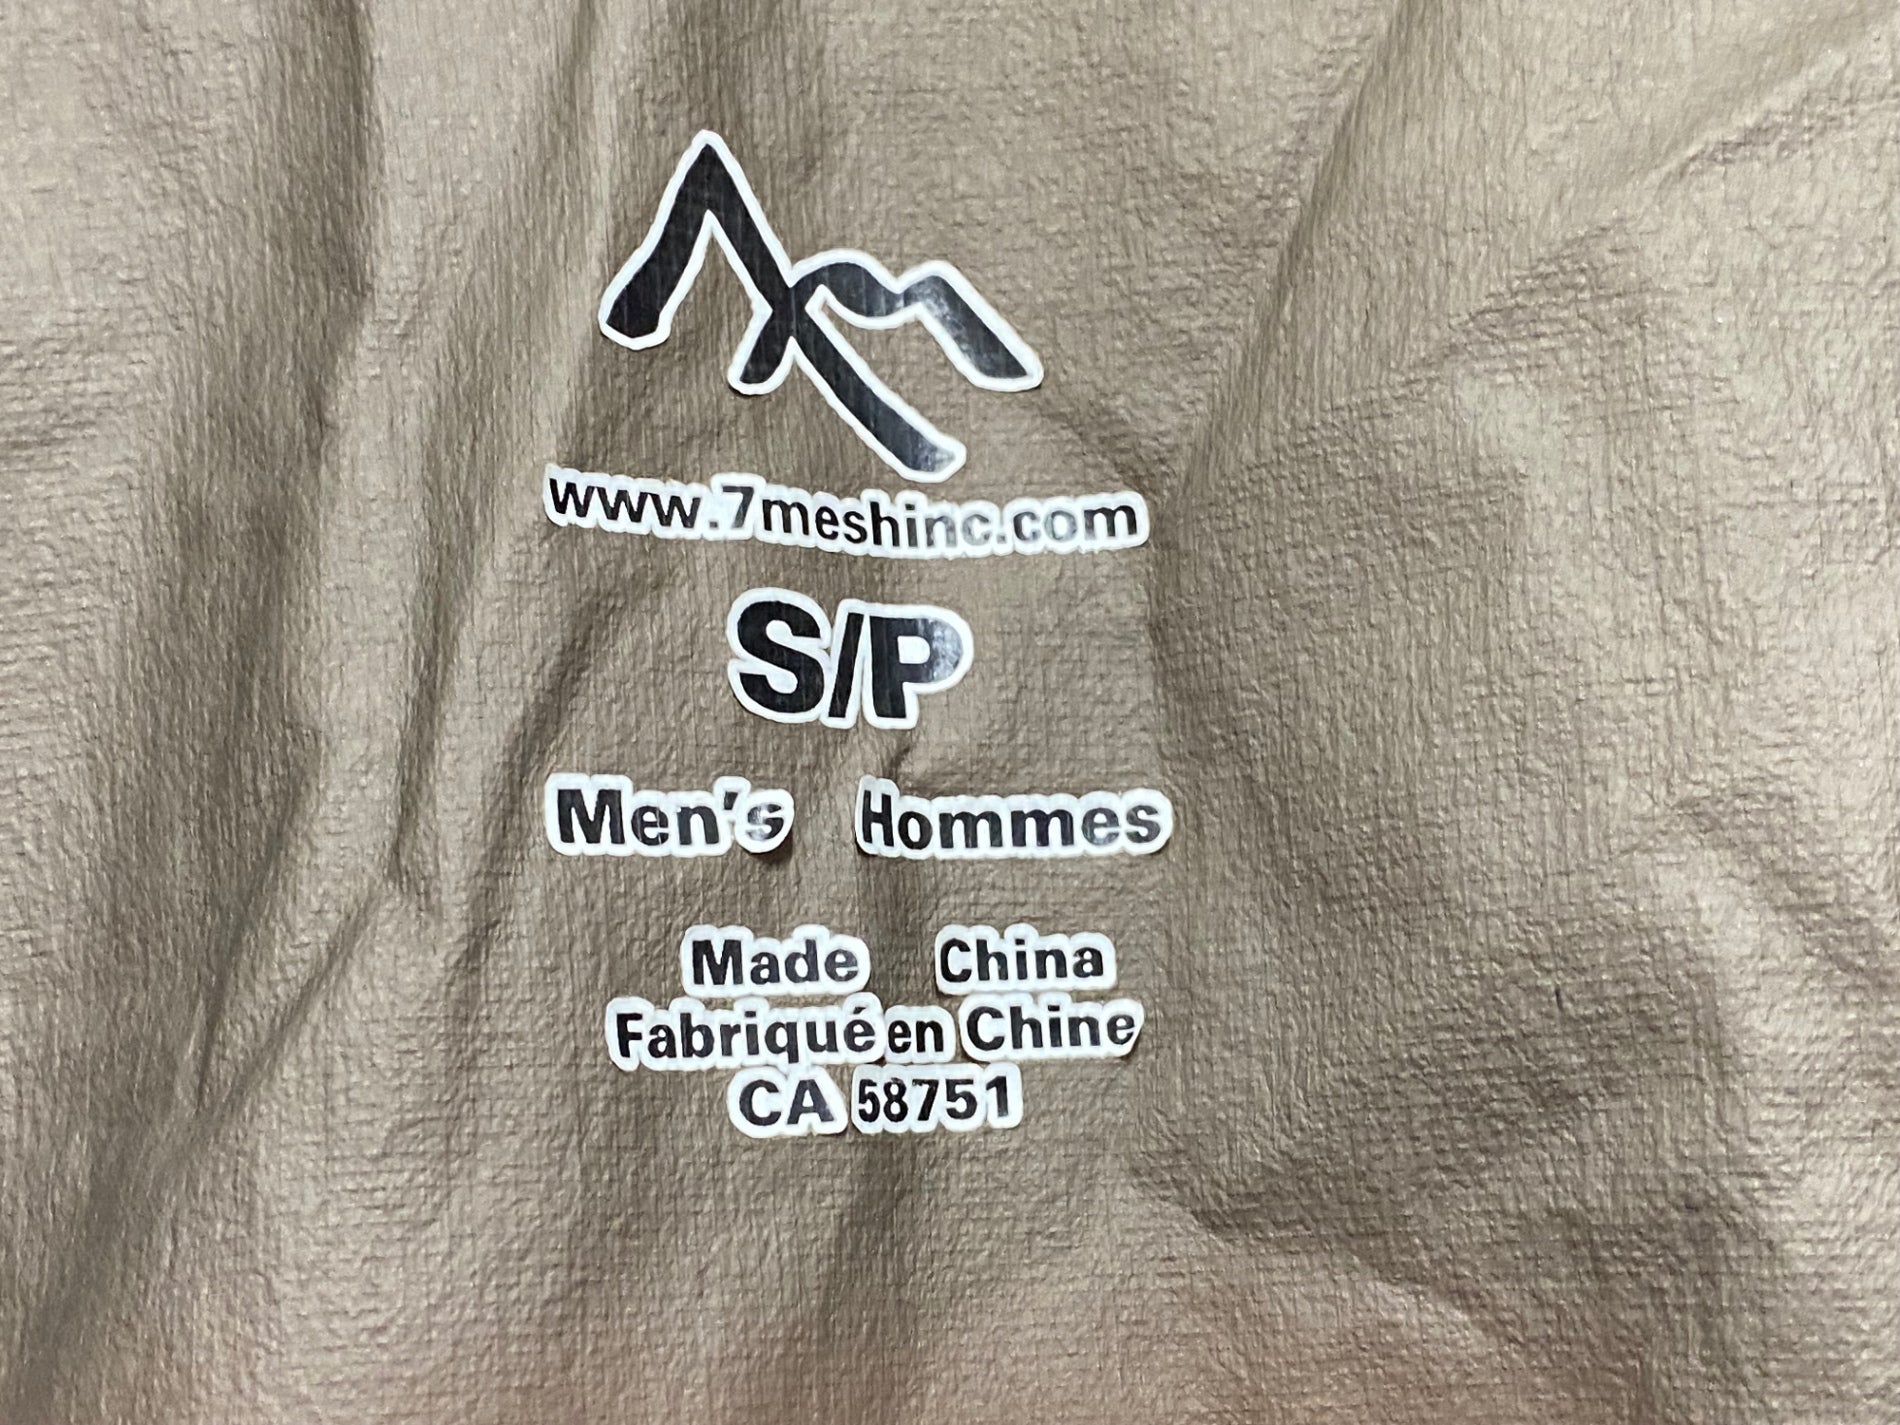 www.7meshinc.com
S/P
Men's Hommes
Made China
Fabriqué en Chine
CA 58751